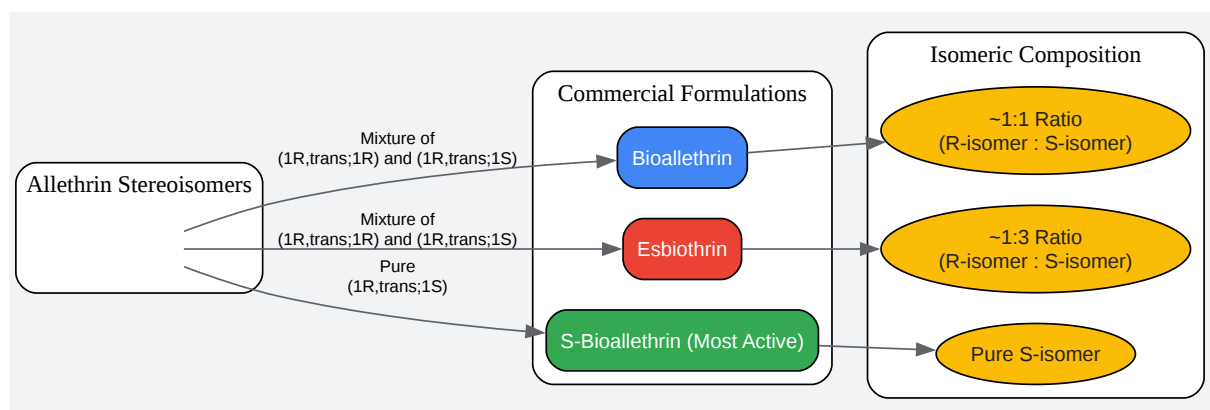 Allethrin Stereoisomers
Mixture of
(1R,trans;1R) and (1R,trans;1S)
Mixture of
(1R,trans;1R) and (1R,trans;1S)
Pure
(1R,trans;1S)
Commercial Formulations
Bioallethrin
Esbiothrin
S-Bioallethrin (Most Active)
Isomeric Composition
~1:1 Ratio
(R-isomer : S-isomer)
~1:3 Ratio
(R-isomer : S-isomer)
Pure S-isomer